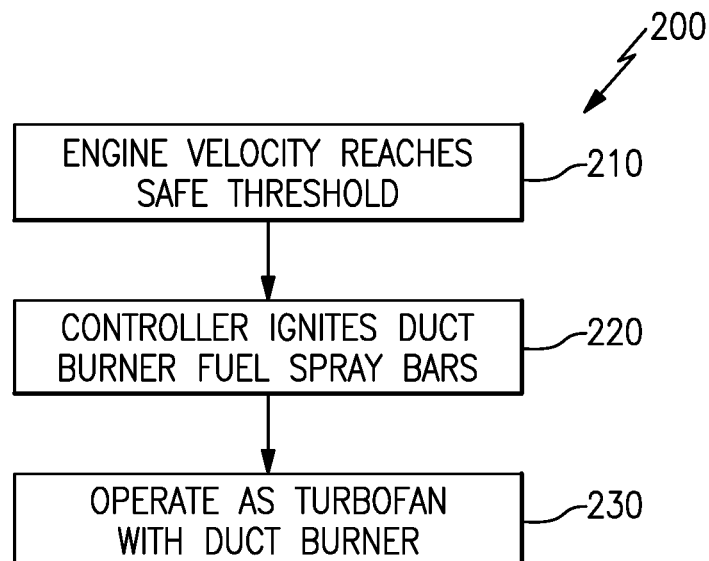 200
ENGINE VELOCITY REACHES
SAFE THRESHOLD
210
CONTROLLER IGNITES DUCT
BURNER FUEL SPRAY BARS
220
OPERATE AS TURBOFAN
WITH DUCT BURNER
230